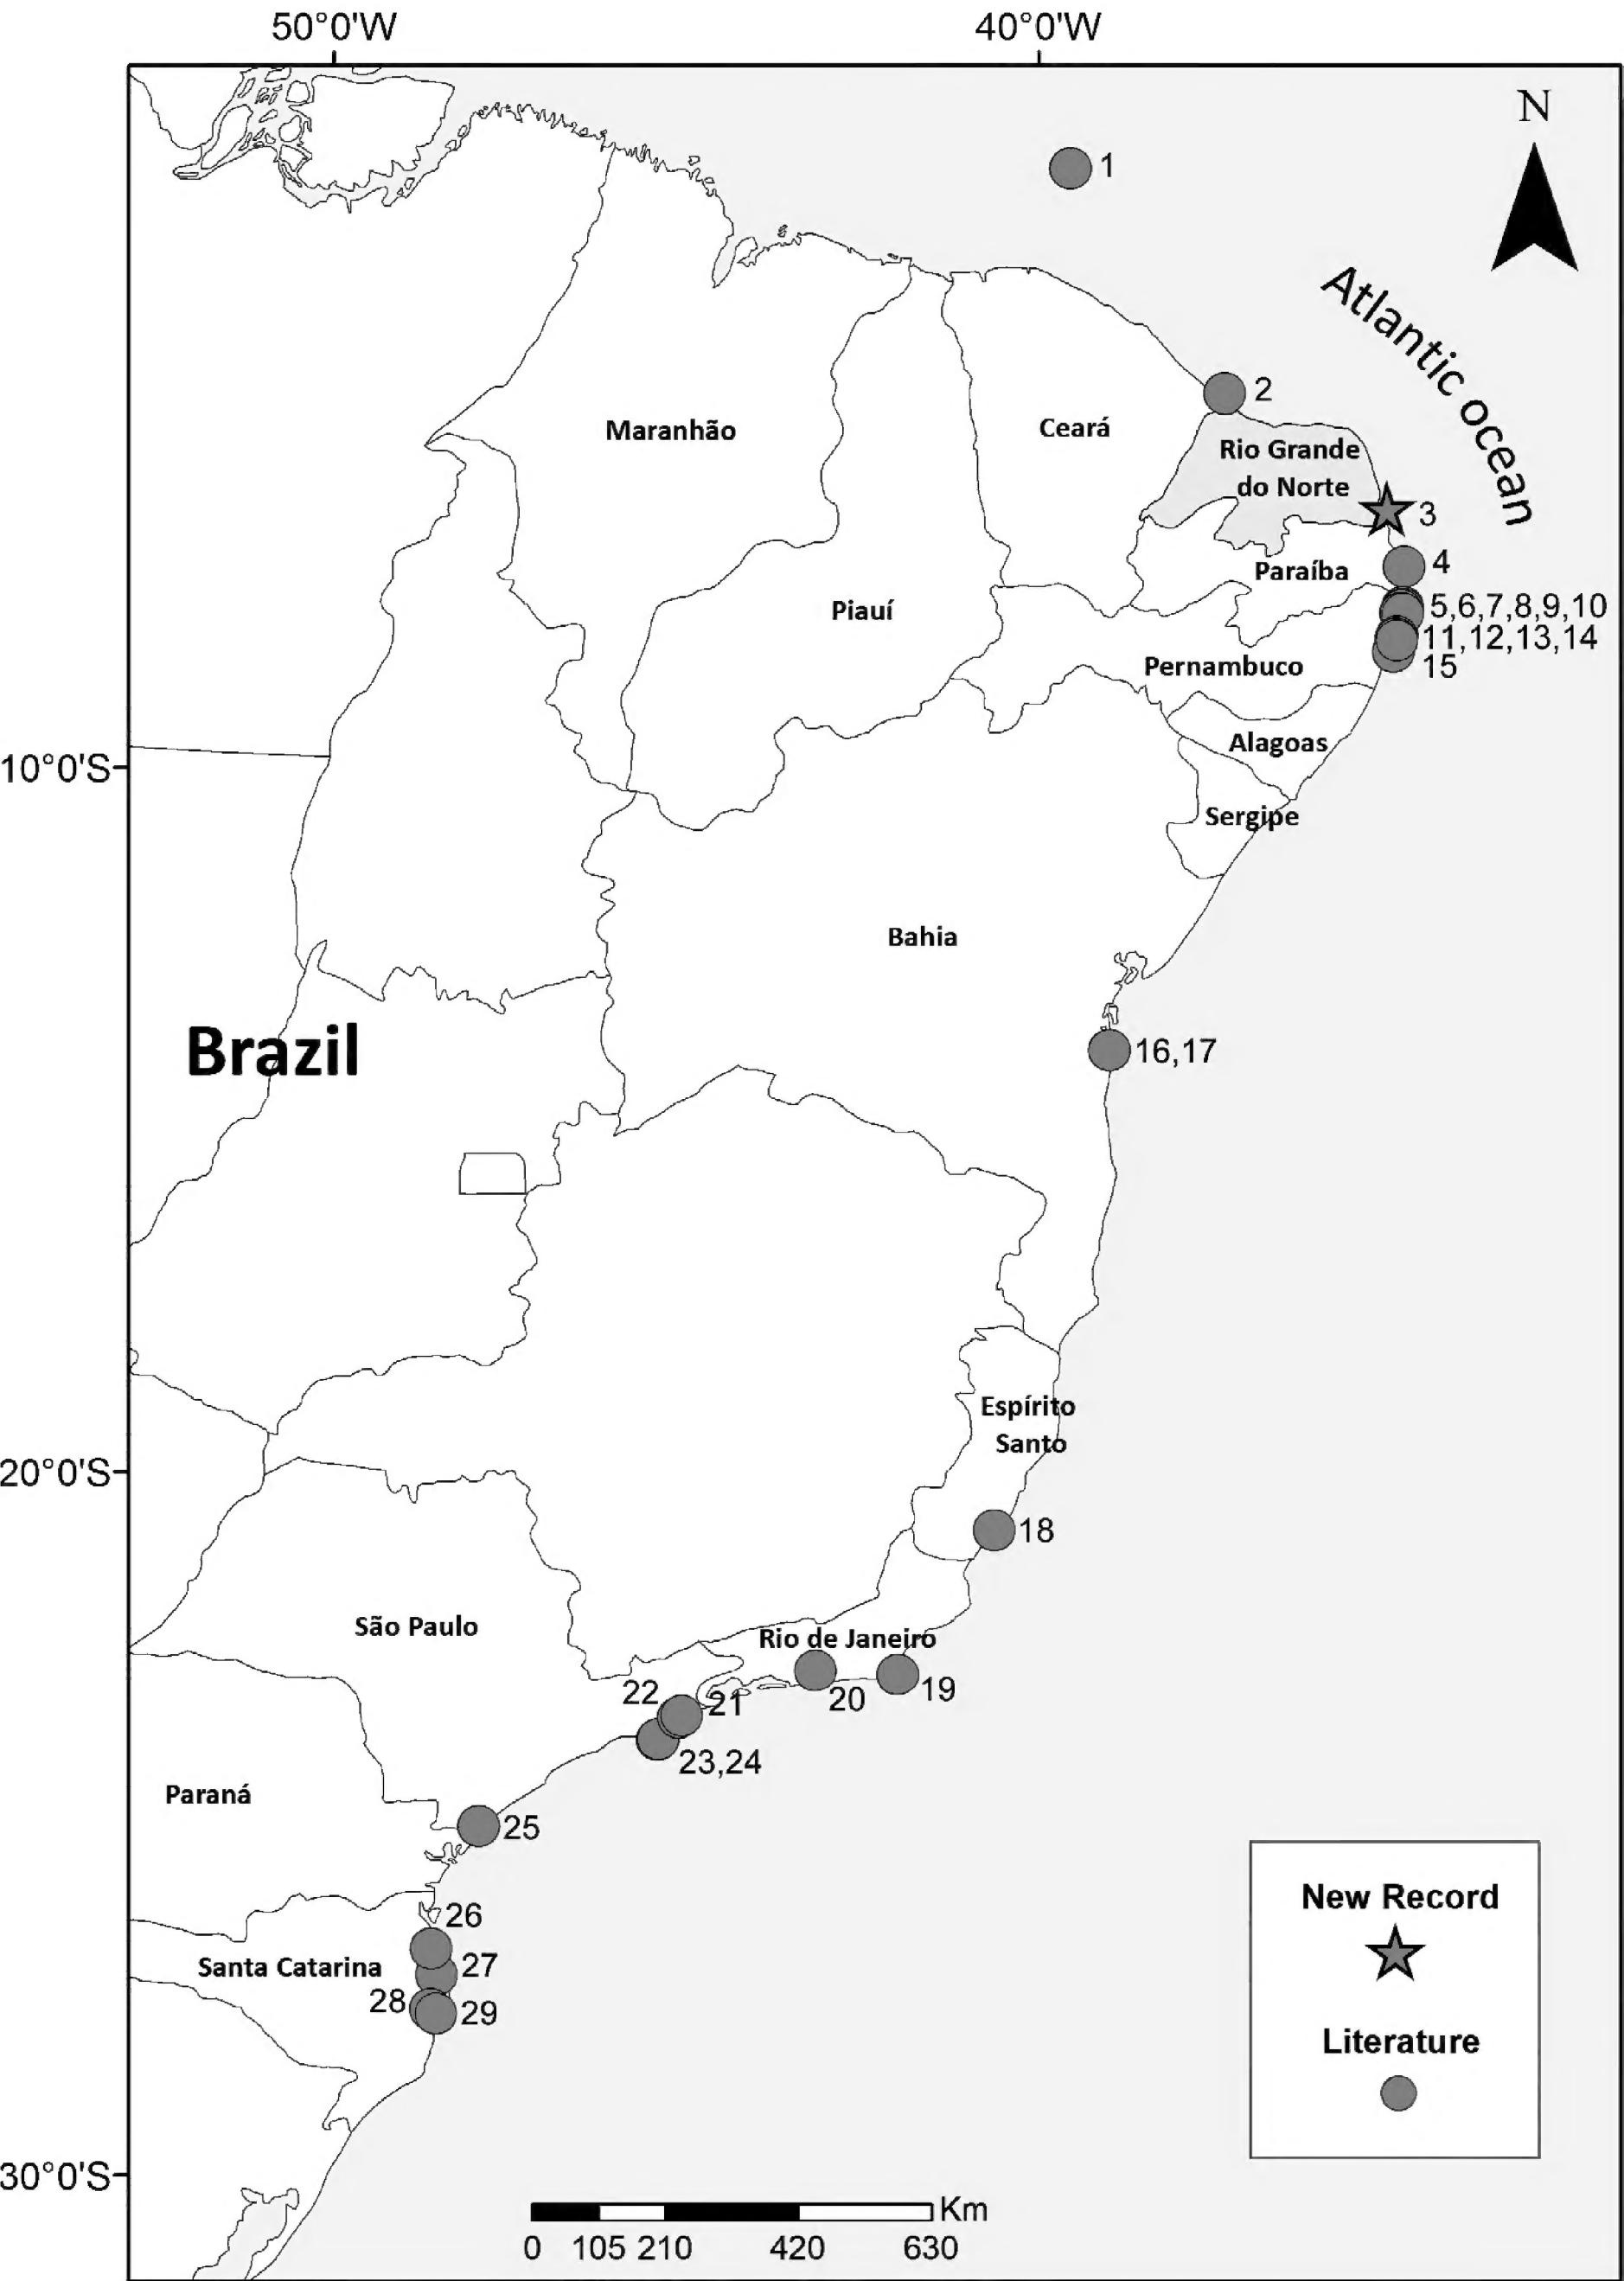 50°0'W
40°0'W
N
1
Atlantic ocean
2
Maranhão
Ceará
Rio Grande
do Norte
3
4
Paraíba
5,6,7,8,9,10
Piauí
11,12,13,14
15
Pernambuco
Alagoas
10°0'S
Sergipe
Bahia
Brazil
16,17
Espírito
Santo
20°0'S
18
São Paulo
Rio de Janeiro
19
20
22
21
23,24
Paraná
25
New Record
26
Santa Catarina
27
28
29
Literature
30°0'S
Km
0 105 210 420 630